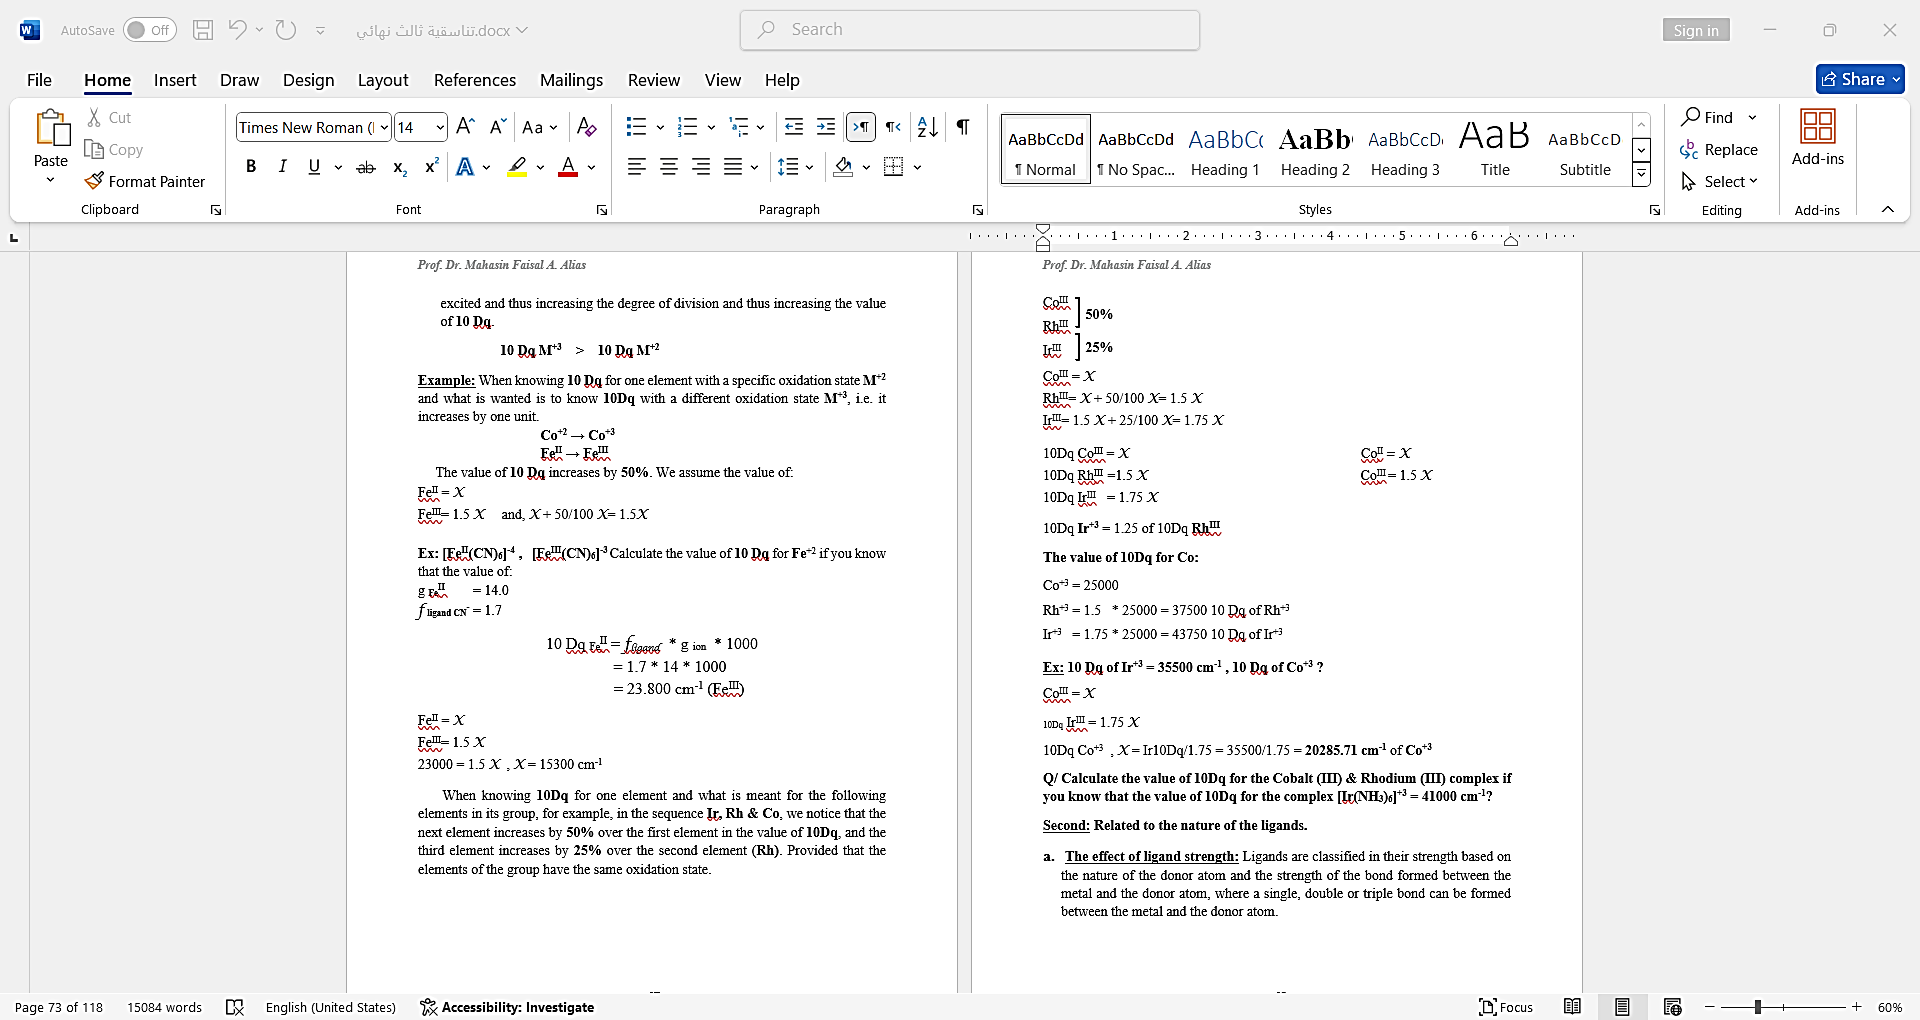 AutoSave Off تناسقية ثالث نهائي.docx Search Sign in
File Home Insert Draw Design Layout References Mailings Review View Help Share
Paste Cut Copy Format Painter
Times New Roman ( 14
AaBbCcDd AaBbCcDd AaBbCc AaBb AaBbCcD AaB AaBbCcD
¶ Normal ¶ No Spac... Heading 1 Heading 2 Heading 3 Title Subtitle
Find Replace Select Add-ins
Clipboard Font Paragraph Styles Editing Add-ins
1 2 3 4 5 6
Prof. Dr. Mahasin Faisal A. Alias
excited and thus increasing the degree of division and thus increasing the value
of 10 Dq.
10 Dq M⁺³ > 10 Dq M⁺²
Example: When knowing 10 Dq for one element with a specific oxidation state M⁺²
and what is wanted is to know 10Dq with a different oxidation state M⁺³, i.e. it
increases by one unit.
Co⁺² → Co⁺³
Feᴵᴵ → Feᴵᴵᴵ
The value of 10 Dq increases by 50%. We assume the value of:
Feᴵᴵ = X
Feᴵᴵᴵ= 1.5 X and, X + 50/100 X= 1.5X
Ex: [Feᴵᴵ(CN)₆]⁻⁴ , [Feᴵᴵᴵ(CN)₆]⁻³ Calculate the value of 10 Dq for Fe⁺² if you know
that the value of:
g Feᴵᴵ = 14.0
f ligand CN⁻ = 1.7
10 Dq Feᴵᴵ = f ligand * g ion * 1000
= 1.7 * 14 * 1000
= 23.800 cm⁻¹ (Feᴵᴵᴵ)
Feᴵᴵ = X
Feᴵᴵᴵ= 1.5 X
23000 = 1.5 X , X = 15300 cm⁻¹
When knowing 10Dq for one element and what is meant for the following
elements in its group, for example, in the sequence Ir, Rh & Co, we notice that the
next element increases by 50% over the first element in the value of 10Dq, and the
third element increases by 25% over the second element (Rh). Provided that the
elements of the group have the same oxidation state.
Prof. Dr. Mahasin Faisal A. Alias
Coᴵᴵᴵ
50%
Rhᴵᴵᴵ
25%
Irᴵᴵᴵ
Coᴵᴵᴵ = X
Rhᴵᴵᴵ= X + 50/100 X= 1.5 X
Irᴵᴵᴵ= 1.5 X + 25/100 X= 1.75 X
10Dq Coᴵᴵᴵ = X Coᴵᴵ = X
10Dq Rhᴵᴵᴵ =1.5 X Coᴵᴵᴵ= 1.5 X
10Dq Irᴵᴵᴵ = 1.75 X
10Dq Ir⁺³ = 1.25 of 10Dq Rhᴵᴵᴵ
The value of 10Dq for Co:
Co⁺³ = 25000
Rh⁺³ = 1.5 * 25000 = 37500 10 Dq of Rh⁺³
Ir⁺³ = 1.75 * 25000 = 43750 10 Dq of Ir⁺³
Ex: 10 Dq of Ir⁺³ = 35500 cm⁻¹ , 10 Dq of Co⁺³ ?
Coᴵᴵᴵ = X
10Dq Irᴵᴵᴵ = 1.75 X
10Dq Co⁺³ , X = Ir10Dq/1.75 = 35500/1.75 = 20285.71 cm⁻¹ of Co⁺³
Q/ Calculate the value of 10Dq for the Cobalt (III) & Rhodium (III) complex if
you know that the value of 10Dq for the complex [Ir(NH₃)₆]⁺³ = 41000 cm⁻¹?
Second: Related to the nature of the ligands.
a. The effect of ligand strength: Ligands are classified in their strength based on
the nature of the donor atom and the strength of the bond formed between the
metal and the donor atom, where a single, double or triple bond can be formed
between the metal and the donor atom.
Page 73 of 118 15084 words English (United States) Accessibility: Investigate Focus 60%